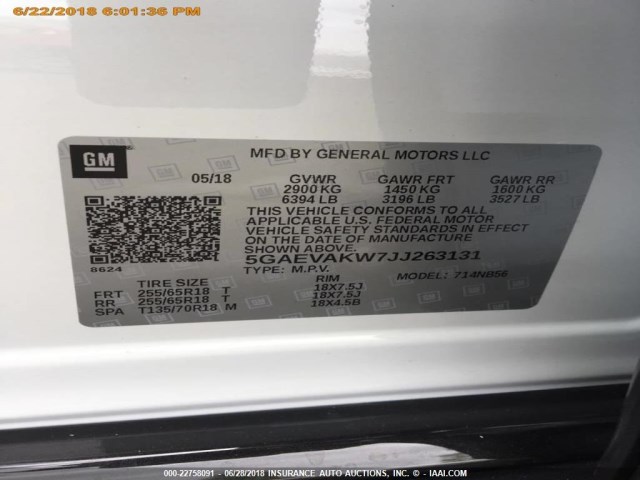 6/22/2018 6:01:36 PM
GM
MFD BY GENERAL MOTORS LLC
05/18 GVWR GAWR FRT GAWR RR
2900 KG 1450 KG 1600 KG
6394 LB 3196 LB 3527 LB
THIS VEHICLE CONFORMS TO ALL
APPLICABLE U.S. FEDERAL MOTOR
VEHICLE SAFETY STANDARDS IN EFFECT
ON THE DATE OF MANUFACTURE
SHOWN ABOVE.
5GAEVAKW7JJ263131
8624
TYPE: M.P.V. MODEL: 714NB56
TIRE SIZE RIM
FRT 255/65R18 T 18X7.5J
RR 255/65R18 T 18X7.5J
SPA T135/70R18 M 18X4.5B
000-22758091 - 06/28/2018 INSURANCE AUTO AUCTIONS, INC. - IAAI.COM